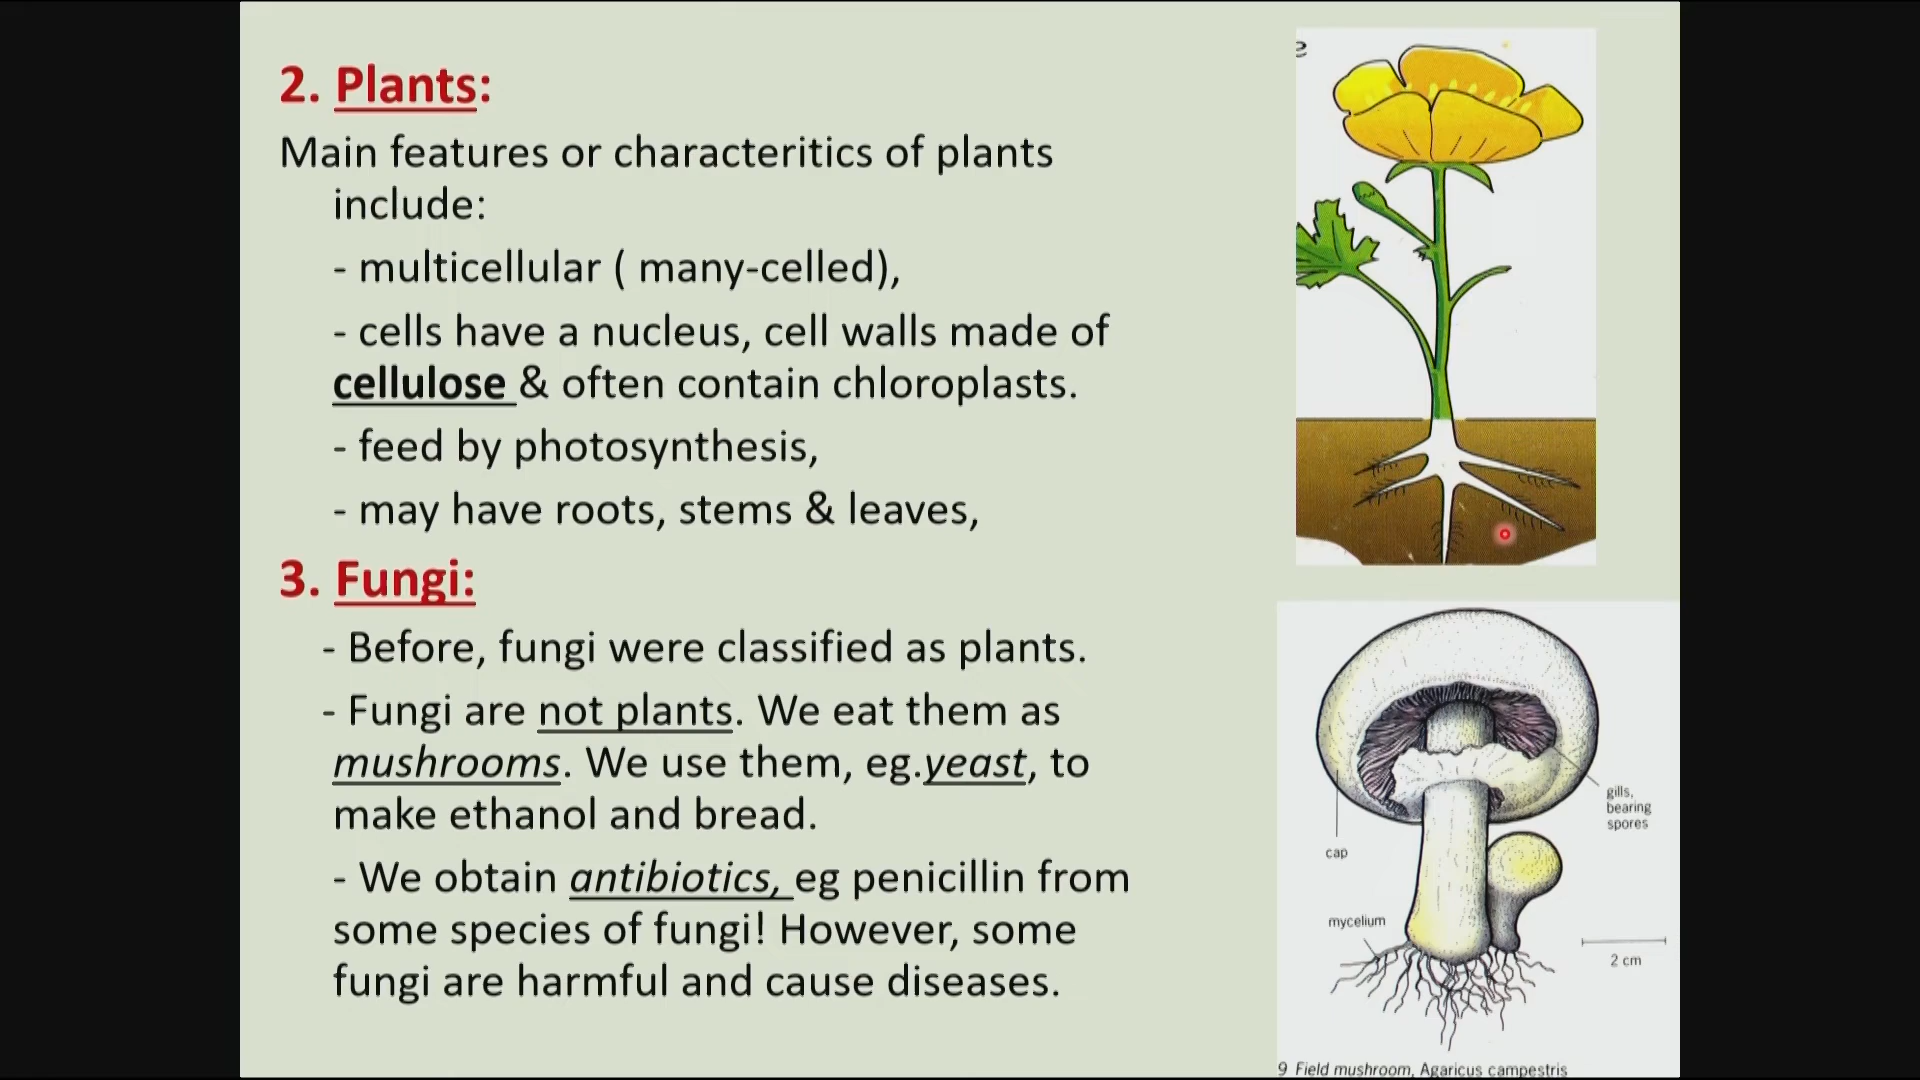 2. Plants:
Main features or characteritics of plants
include:
- multicellular ( many-celled),
- cells have a nucleus, cell walls made of
cellulose & often contain chloroplasts.
- feed by photosynthesis,
- may have roots, stems & leaves,
3. Fungi:
- Before, fungi were classified as plants.
- Fungi are not plants. We eat them as
mushrooms. We use them, eg.yeast, to
make ethanol and bread.
- We obtain antibiotics, eg penicillin from
some species of fungi! However, some
fungi are harmful and cause diseases.
gills,
bearing
spores
cap
mycelium
2 cm
9 Field mushroom, Agaricus campestris